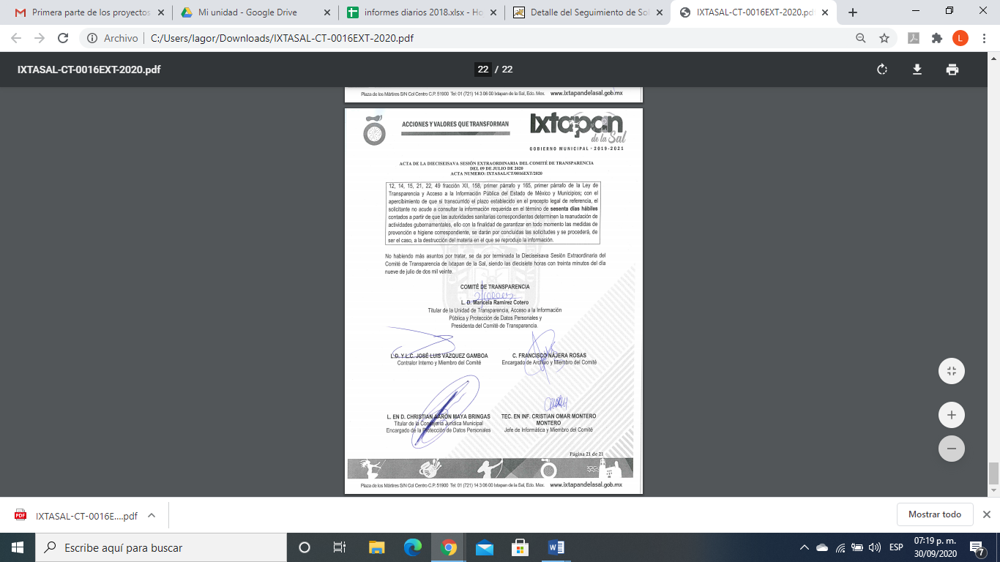 Primera parte de los proyectos
Mi unidad - Google Drive
informes diarios 2018.xlsx - Ho
Detalle del Seguimiento de Sol
IXTASAL-CT-0016EXT-2020.pdf
Archivo
C:/Users/lagor/Downloads/IXTASAL-CT-0016EXT-2020.pdf
L
IXTASAL-CT-0016EXT-2020.pdf
22 / 22
Plaza de los Mártires S/N Col Centro C.P. 51900 Tel: 01 (721) 14 3 06 00 Ixtapan de la Sal, Edo. Mex. www.ixtapandelasal.gob.mx
ACCIONES Y VALORES QUE TRANSFORMAN
Ixtapan
de la Sal
GOBIERNO MUNICIPAL · 2019-2021
ACTA DE LA DIECISEISAVA SESIÓN EXTRAORDINARIA DEL COMITÉ DE TRANSPARENCIA
DEL 09 DE JULIO DE 2020
ACTA NUMERO: IXTASAL/CT/0016EXT/2020
12, 14, 15, 21, 22, 49 fracción XII, 158, primer párrafo y 165, primer párrafo de la Ley de
Transparencia y Acceso a la Información Pública del Estado de México y Municipios; con el
apercibimiento de que si transcurrido el plazo establecido en el precepto legal de referencia, el
solicitante no acude a consultar la información requerida en el término de sesenta días hábiles
contados a partir de que las autoridades sanitarias correspondientes determinen la reanudación de
actividades gubernamentales, ello con la finalidad de garantizar en todo momento las medidas de
prevención e higiene correspondiente, se darán por concluidas las solicitudes y se procederá, de
ser el caso, a la destrucción del materia en el que se reprodujo la información.
No habiendo más asuntos por tratar, se da por terminada la Dieciseisava Sesión Extraordinaria del
Comité de Transparencia de Ixtapan de la Sal, siendo las diecisiete horas con treinta minutos del día
nueve de julio de dos mil veinte.
COMITÉ DE TRANSPARENCIA
L. D. Maricela Ramírez Cotero
Titular de la Unidad de Transparencia, Acceso a la Información
Pública y Protección de Datos Personales y
Presidenta del Comité de Transparencia.
L.D. Y L.C. JOSÉ LUIS VÁZQUEZ GAMBOA
Contralor Interno y Miembro del Comité
C. FRANCISCO NAJERA ROSAS
Encargado de Archivo y Miembro del Comité
L. EN D. CHRISTIAN AARON MAYA BRINGAS
Titular de la Consejería Jurídica Municipal
Encargado de la Protección de Datos Personales
TEC. EN INF. CRISTIAN OMAR MONTERO
MONTERO
Jefe de Informática y Miembro del Comité
Página 21 de 21
Plaza de los Mártires S/N Col Centro C.P. 51900 Tel: 01 (721) 14 3 06 00 Ixtapan de la Sal, Edo. Mex. www.ixtapandelasal.gob.mx
IXTASAL-CT-0016E....pdf
Mostrar todo
Escribe aquí para buscar
ESP
07:19 p. m.
30/09/2020
7